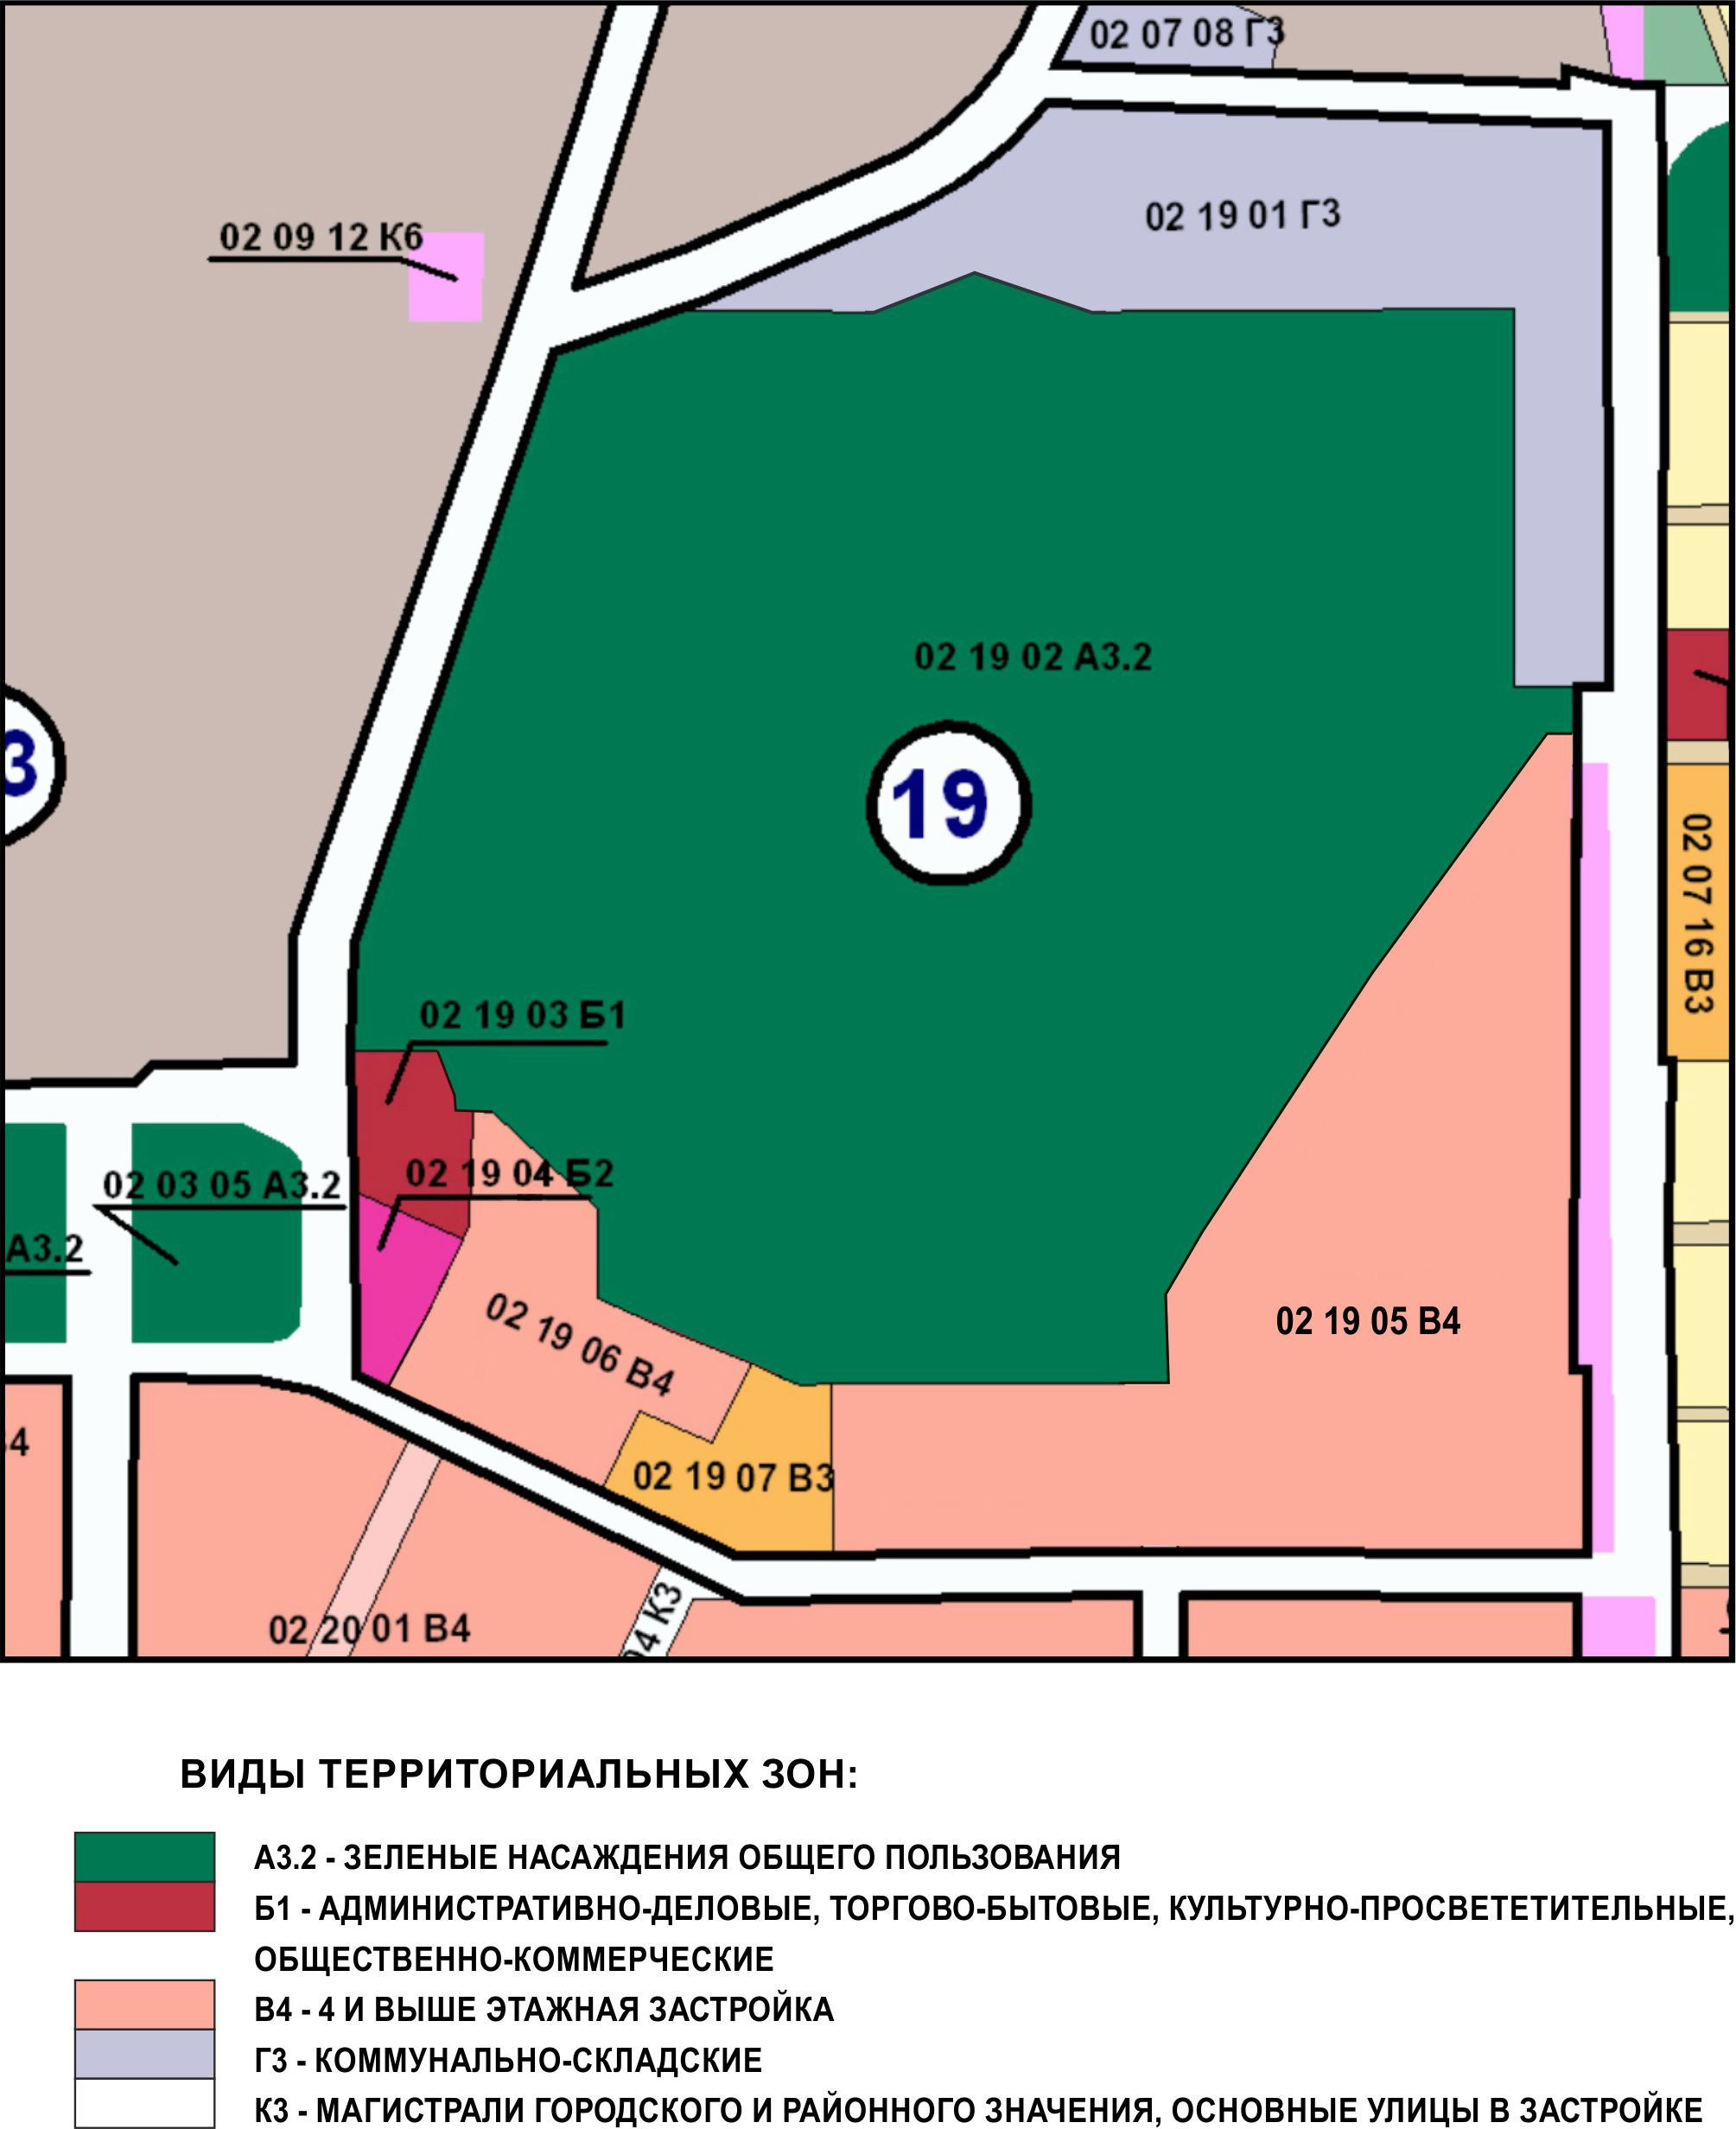 02 07 08 Г3
02 19 01 Г3
02 09 12 К6
02 19 02 А3.2
3
19
02 07 16 В3
02 19 03 Б1
02 19 04 Б2
02 03 05 А3.2
А3.2
02 19 06 В4
02 19 05 В4
4
02 19 07 В3
04 К3
02 20 01 В4
ВИДЫ ТЕРРИТОРИАЛЬНЫХ ЗОН:
А3.2 - ЗЕЛЕНЫЕ НАСАЖДЕНИЯ ОБЩЕГО ПОЛЬЗОВАНИЯ
Б1 - АДМИНИСТРАТИВНО-ДЕЛОВЫЕ, ТОРГОВО-БЫТОВЫЕ, КУЛЬТУРНО-ПРОСВЕТЕТИТЕЛЬНЫЕ,
ОБЩЕСТВЕННО-КОММЕРЧЕСКИЕ
В4 - 4 И ВЫШЕ ЭТАЖНАЯ ЗАСТРОЙКА
Г3 - КОММУНАЛЬНО-СКЛАДСКИЕ
К3 - МАГИСТРАЛИ ГОРОДСКОГО И РАЙОННОГО ЗНАЧЕНИЯ, ОСНОВНЫЕ УЛИЦЫ В ЗАСТРОЙКЕ